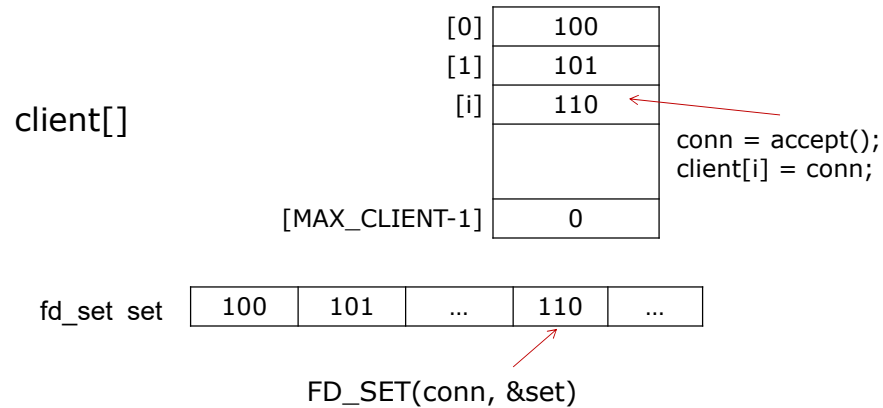 [0] 100
[1] 101
[i] 110
client[]
conn = accept();
client[i] = conn;
[MAX_CLIENT-1] 0
fd_set set 100 101 ... 110 ...
FD_SET(conn, &set)